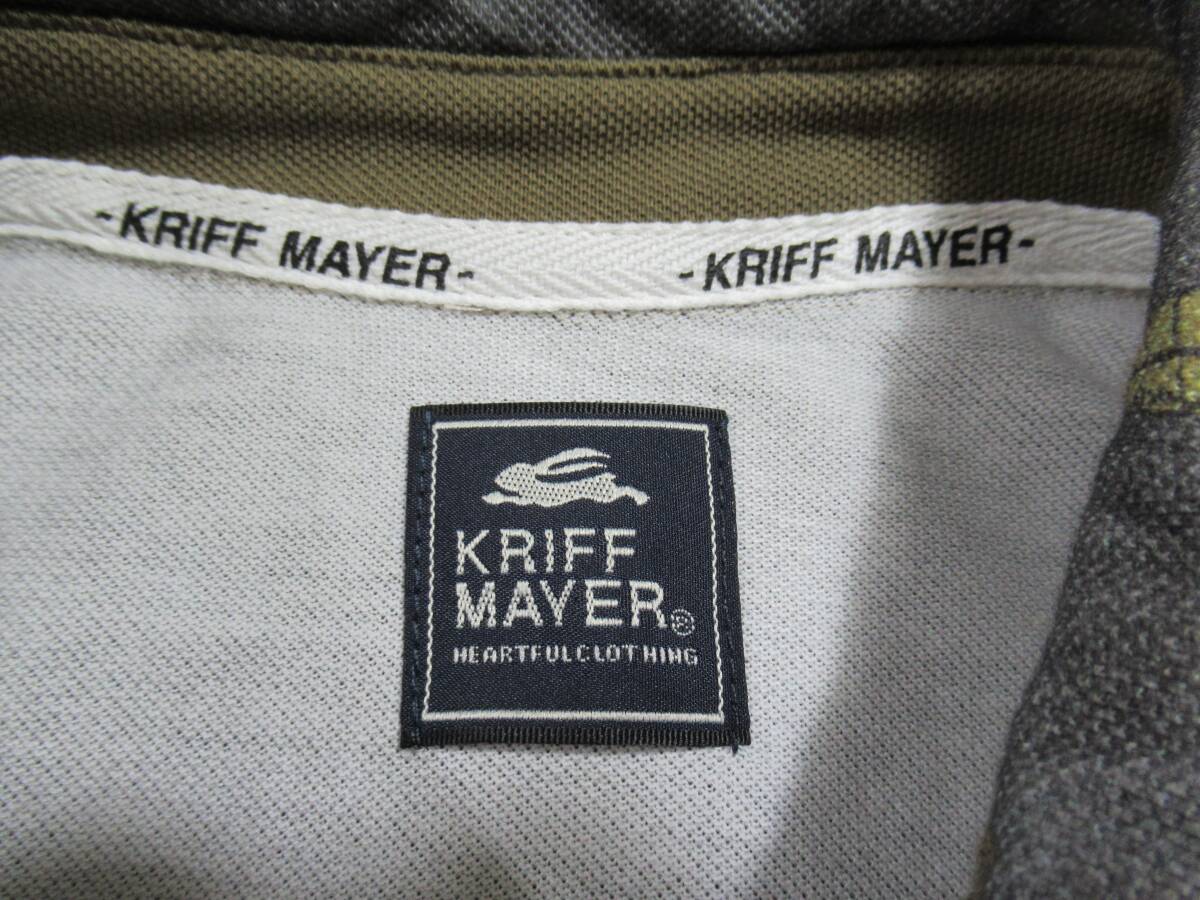 -KRIFF MAYER- -KRIFF MAYER-
KRIFF
MAYER®
HEARTFULCLOTHING